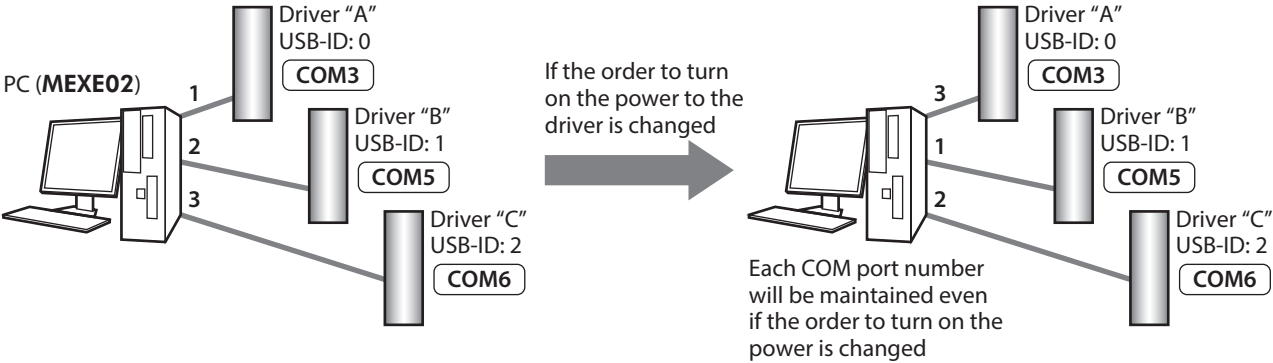 PC (MEXE02)
1
2
3
Driver “A”
USB-ID: 0
COM3
Driver “B”
USB-ID: 1
COM5
Driver “C”
USB-ID: 2
COM6
If the order to turn
on the power to the
driver is changed
3
1
2
Driver “A”
USB-ID: 0
COM3
Driver “B”
USB-ID: 1
COM5
Driver “C”
USB-ID: 2
COM6
Each COM port number
will be maintained even
if the order to turn on the
power is changed